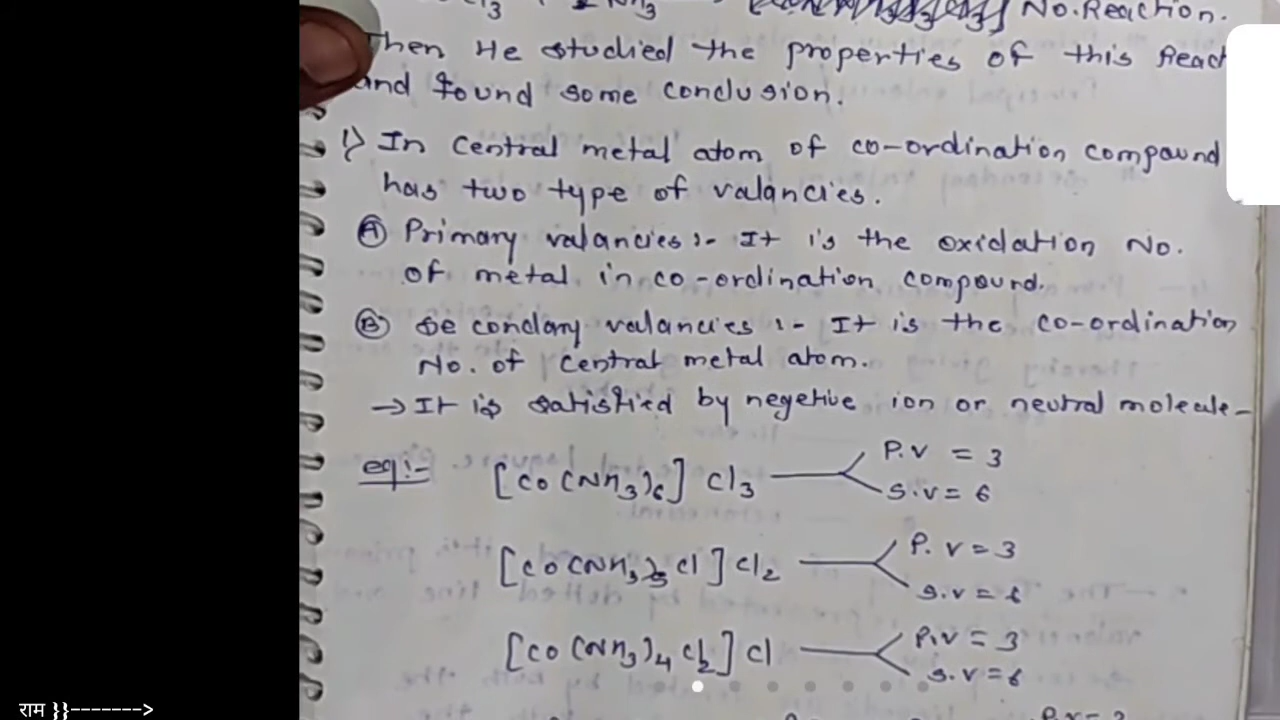 No. Reaction.
Then He studied the properties of this React
and found some conclusion.
1) In central metal atom of co-ordination compound
has two type of valancies.
(A) Primary valancies :- It is the oxidation No.
of metal in co-ordination compound.
(B) Secondary valancies :- It is the co-ordination
No. of central metal atom.
→ It is satisfied by negetive ion or neutral molecule-
eg:- [Co(NH3)6] Cl3 P.V = 3
S.V = 6
[Co(NH3)5 Cl] Cl2 P.V = 3
S.V = 6
[Co(NH3)4 Cl2] Cl P.V = 3
S.V = 6
राम }}------->